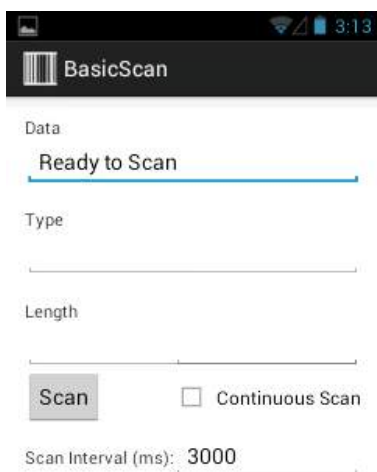 3:13
BasicScan
Data
Ready to Scan
Type
Length
Scan
Continuous Scan
Scan Interval (ms): 3000